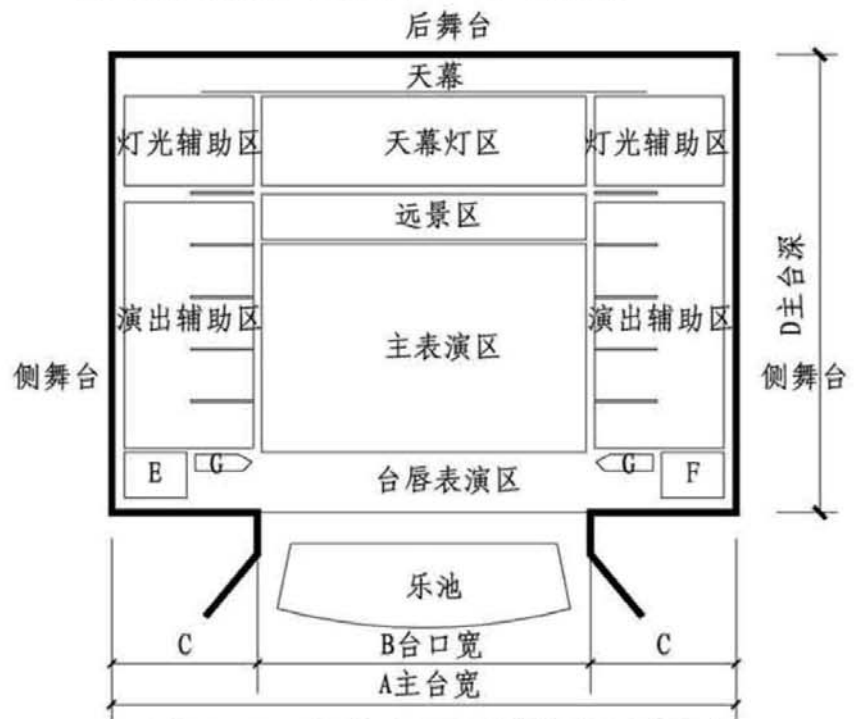 后舞台
天幕
灯光辅助区 天幕灯区 灯光辅助区
远景区
演出辅助区 主表演区 演出辅助区
D主台深
侧舞台 侧舞台
E G 台唇表演区 G F
乐池
C B台口宽 C
A主台宽